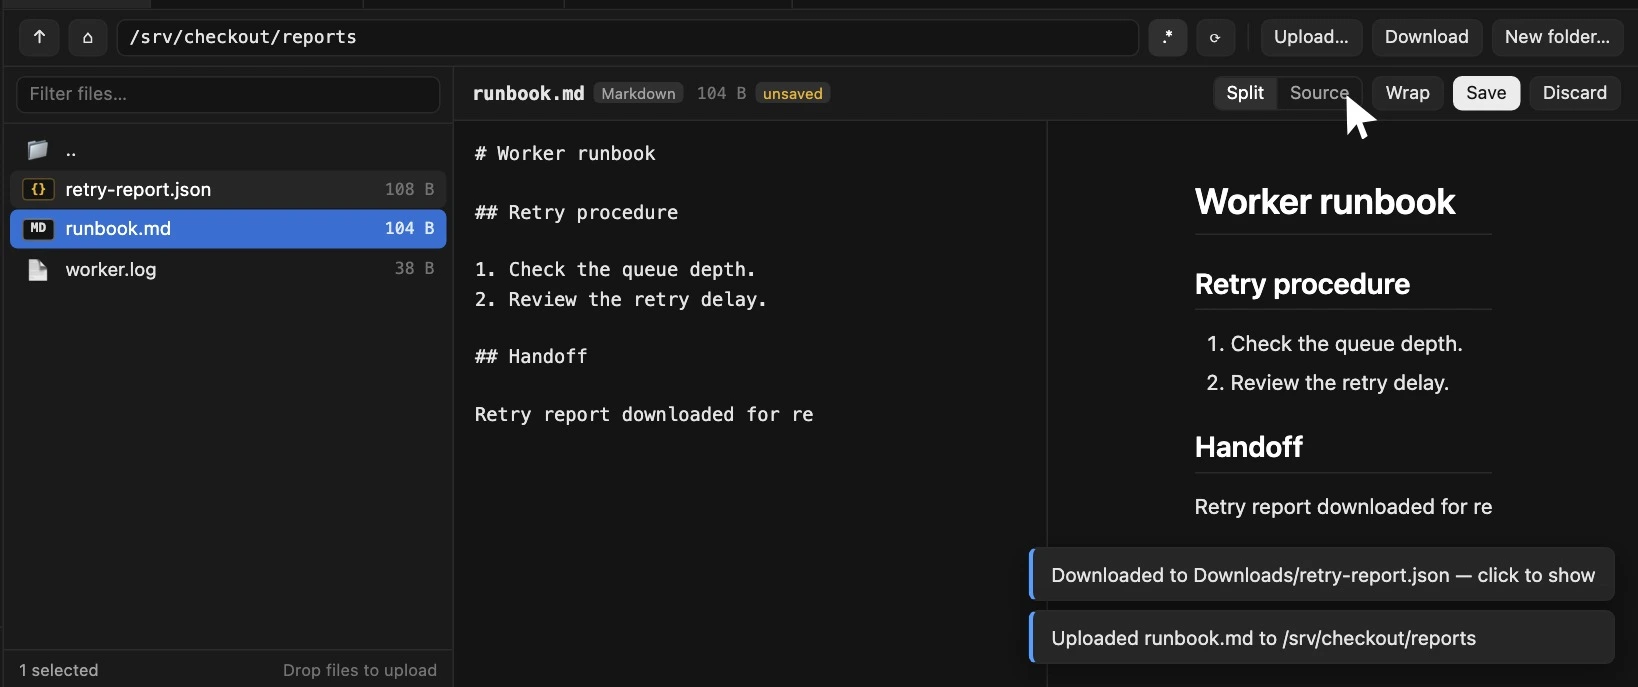 /srv/checkout/reports
.*
Upload...
Download
New folder...
Filter files...
..
{} retry-report.json 108 B
MD runbook.md 104 B
worker.log 38 B
1 selected
Drop files to upload
runbook.md Markdown 104 B unsaved
Split
Source
Wrap
Save
Discard
# Worker runbook
## Retry procedure
1. Check the queue depth.
2. Review the retry delay.
## Handoff
Retry report downloaded for re
Worker runbook
Retry procedure
1. Check the queue depth.
2. Review the retry delay.
Handoff
Retry report downloaded for re
Downloaded to Downloads/retry-report.json — click to show
Uploaded runbook.md to /srv/checkout/reports